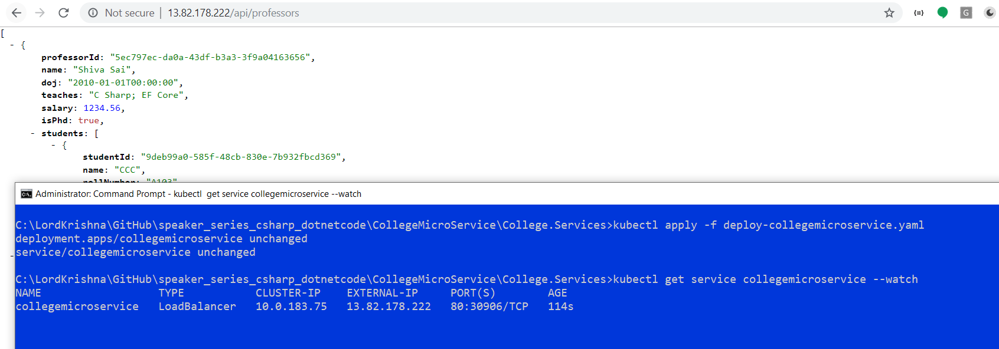 Not secure | 13.82.178.222/api/professors
[
- {
professorId: "5ec797ec-da0a-43df-b3a3-3f9a04163656",
name: "Shiva Sai",
doj: "2010-01-01T00:00:00",
teaches: "C Sharp; EF Core",
salary: 1234.56,
isPhd: true,
- students: [
- {
studentId: "9deb99a0-585f-48cb-830e-7b932fbcd369",
name: "CCC",
rollNumber: "A103"
Administrator: Command Prompt - kubectl  get service collegemicroservice --watch
C:\LordKrishna\GitHub\speaker_series_csharp_dotnetcode\CollegeMicroService\College.Services>kubectl apply -f deploy-collegemicroservice.yaml
deployment.apps/collegemicroservice unchanged
service/collegemicroservice unchanged
C:\LordKrishna\GitHub\speaker_series_csharp_dotnetcode\CollegeMicroService\College.Services>kubectl get service collegemicroservice --watch
NAME TYPE CLUSTER-IP EXTERNAL-IP PORT(S) AGE
collegemicroservice LoadBalancer 10.0.183.75 13.82.178.222 80:30906/TCP 114s